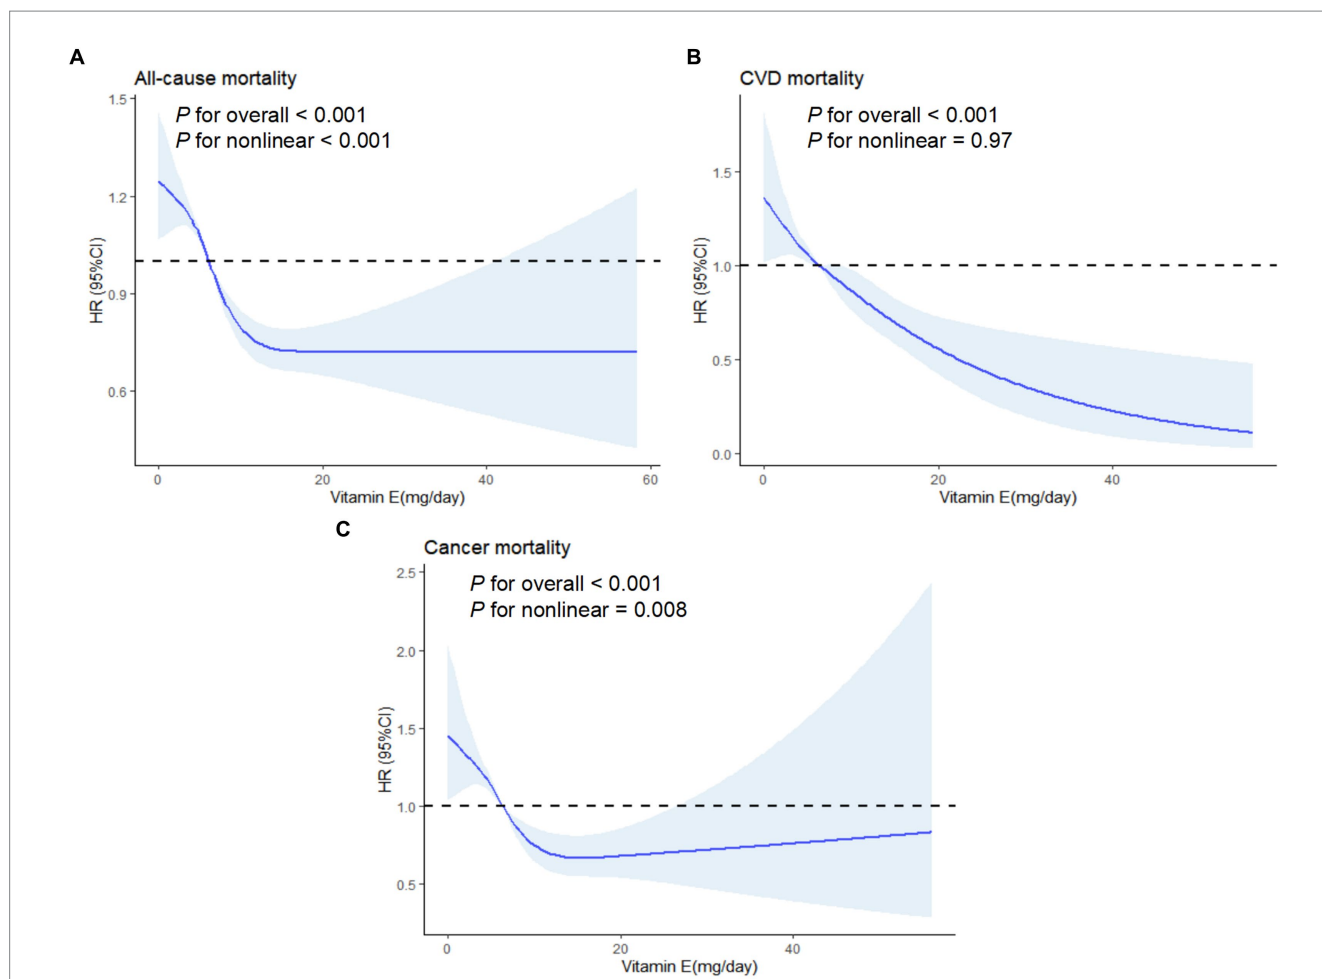 A
All-cause mortality
P for overall < 0.001
P for nonlinear < 0.001
1.5
1.2
0.9
0.6
HR (95%CI)
0
20
40
60
Vitamin E(mg/day)
B
CVD mortality
P for overall < 0.001
P for nonlinear = 0.97
1.5
1.0
0.5
0.0
HR (95%CI)
0
20
40
Vitamin E(mg/day)
C
Cancer mortality
P for overall < 0.001
P for nonlinear = 0.008
2.5
2.0
1.5
1.0
0.5
HR (95%CI)
0
20
40
Vitamin E(mg/day)